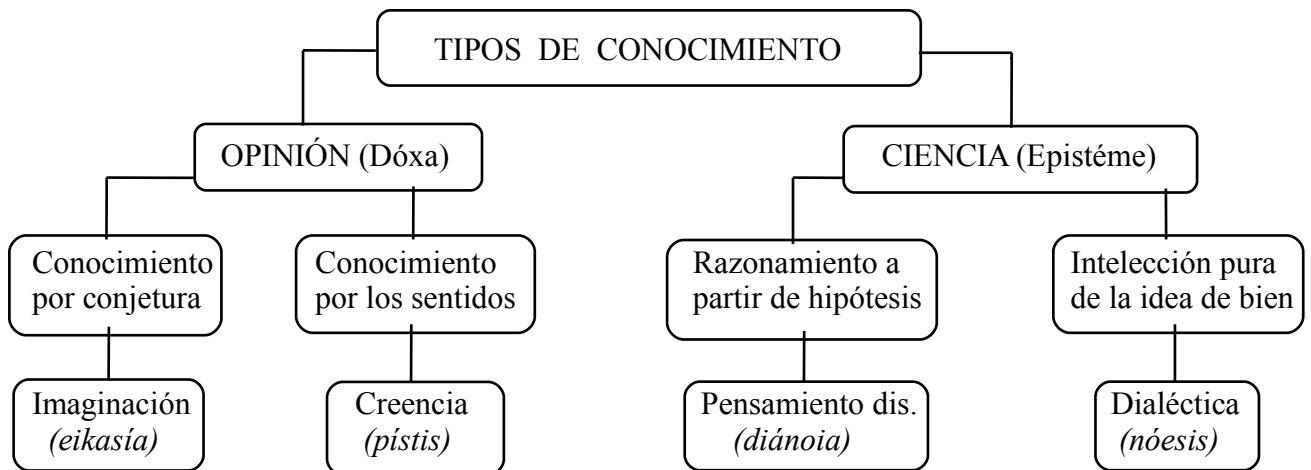 TIPOS DE CONOCIMIENTO
OPINIÓN (Dóxa)
CIENCIA (Epistéme)
Conocimiento
por conjetura
Conocimiento
por los sentidos
Razonamiento a
partir de hipótesis
Intelección pura
de la idea de bien
Imaginación
(eikasía)
Creencia
(pístis)
Pensamiento dis.
(diánoia)
Dialéctica
(nóesis)